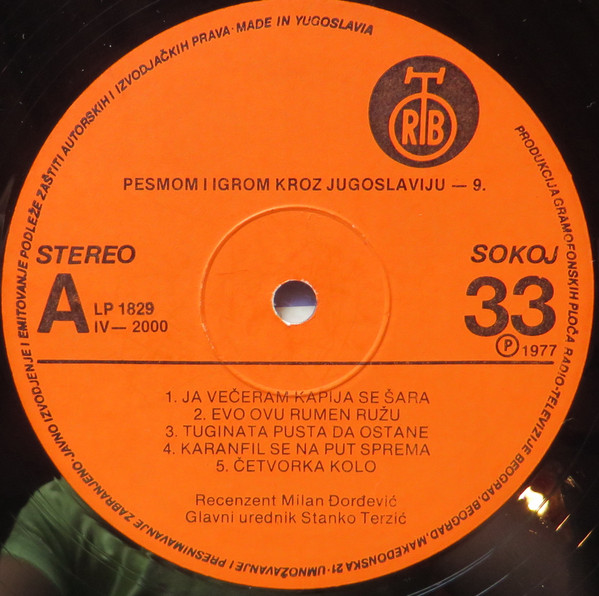 PRODUKCIJA GRAMOFONSKIH PLOČA RADIO-TELEVIZIJE BEOGRAD, BEOGRAD, MAKEDONSKA 21 · UMNOŽAVANJE I PRESNIMAVANJE ZABRANJENO · JAVNO IZVODJENJE I EMITOVANJE PODLEŽE ZAŠTITI AUTORSKIH I IZVODJAČKIH PRAVA · MADE IN YUGOSLAVIA
RTB
PESMOM I IGROM KROZ JUGOSLAVIJU — 9.
STEREO
SOKOJ
A
LP 1829
IV— 2000
33
Ⓟ 1977
1. JA VEČERAM KAPIJA SE ŠARA
2. EVO OVU RUMEN RUŽU
3. TUGINATA PUSTA DA OSTANE
4. KARANFIL SE NA PUT SPREMA
5. ČETVORKA KOLO
Recenzent Milan Đorđević
Glavni urednik Stanko Terzić